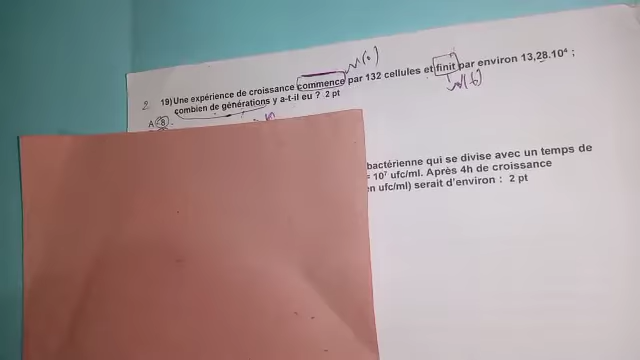 N(0)
2 19) Une expérience de croissance commence par 132 cellules et finit par environ 13,28.10⁴ ;
combien de générations y a-t-il eu ? 2 pt
N(t)
A
n
bactérienne qui se divise avec un temps de
= 10⁷ ufc/ml. Après 4h de croissance
en ufc/ml) serait d'environ : 2 pt